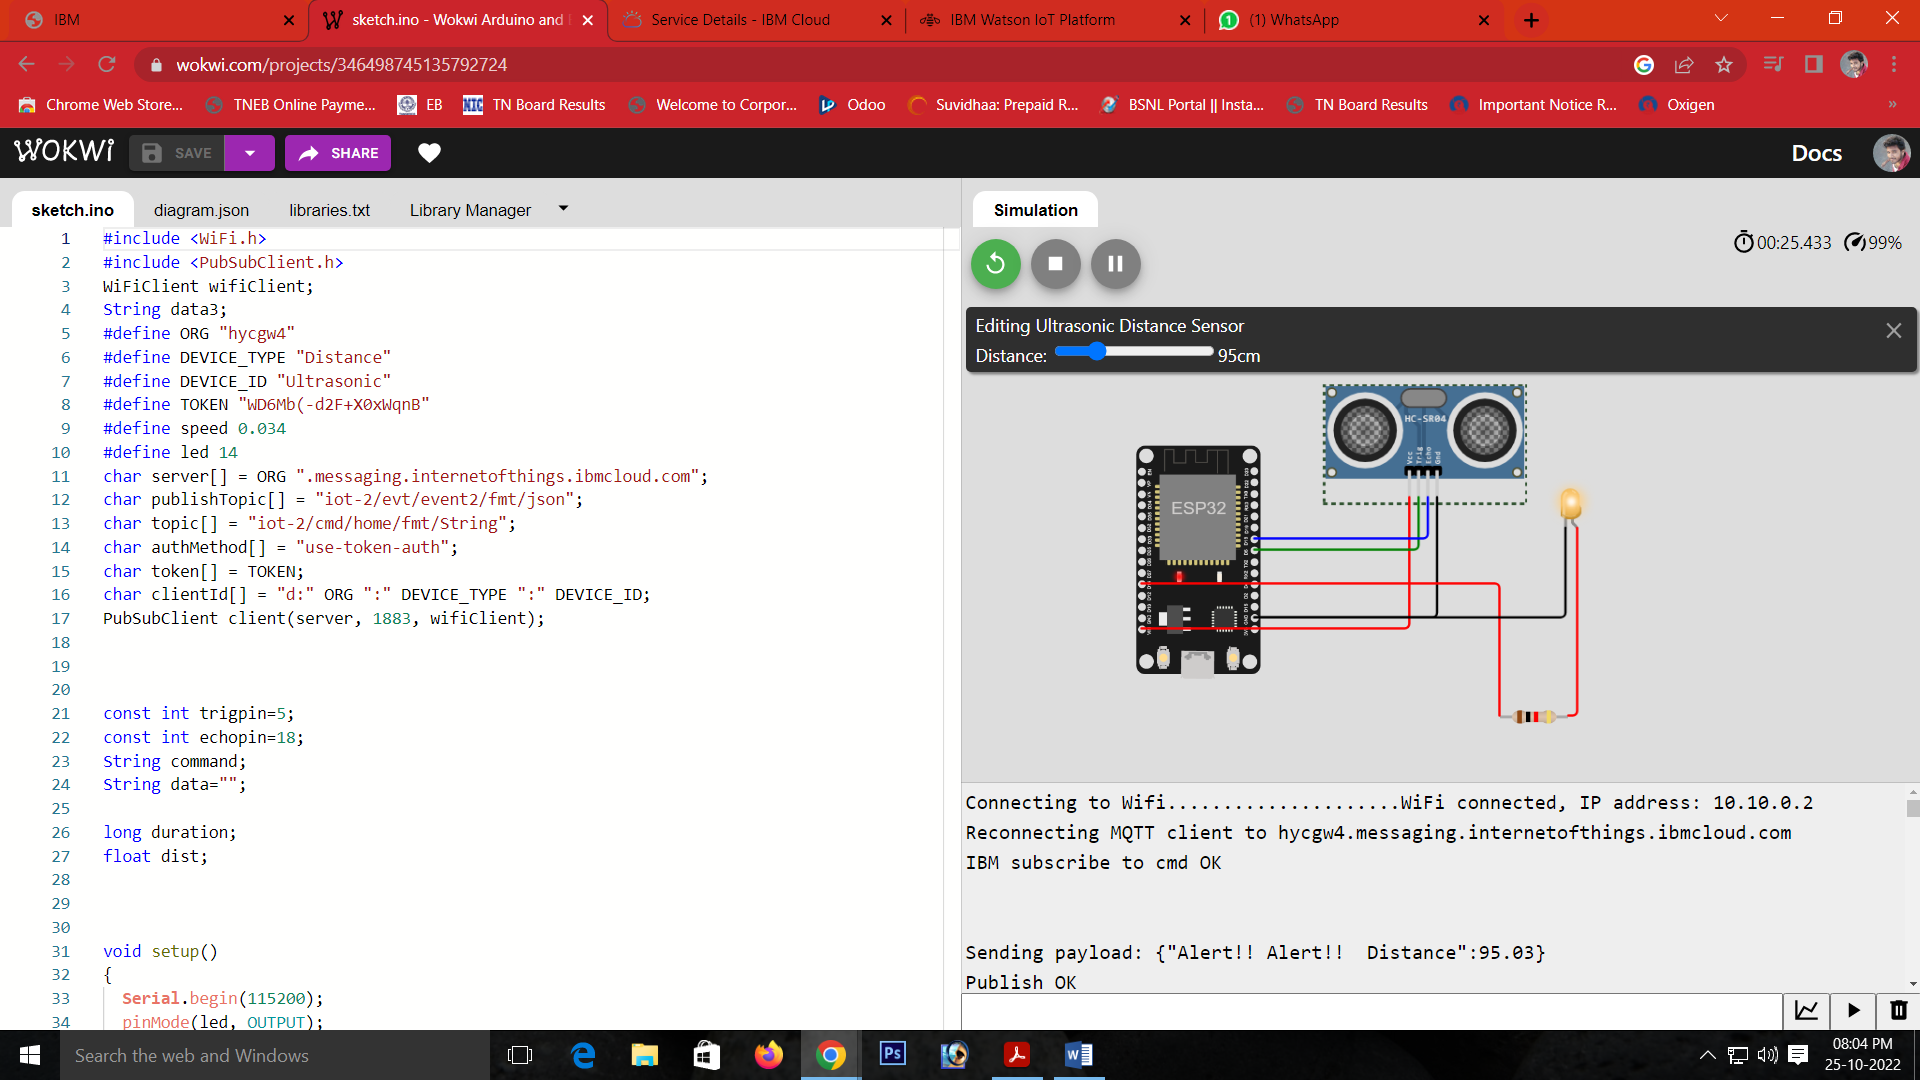 IBM
sketch.ino - Wokwi Arduino and
Service Details - IBM Cloud
IBM Watson IoT Platform
1 (1) WhatsApp
wokwi.com/projects/346498745135792724
Chrome Web Store...
TNEB Online Payme...
EB
NIC TN Board Results
Welcome to Corpor...
Odoo
Suvidhaa: Prepaid R...
BSNL Portal || Insta...
TN Board Results
Important Notice R...
Oxigen
WOKWi
SAVE
SHARE
Docs
sketch.ino diagram.json libraries.txt Library Manager
1 #include <WiFi.h>
2 #include <PubSubClient.h>
3 WiFiClient wifiClient;
4 String data3;
5 #define ORG "hycgw4"
6 #define DEVICE_TYPE "Distance"
7 #define DEVICE_ID "Ultrasonic"
8 #define TOKEN "WD6Mb(-d2F+X0xWqnB"
9 #define speed 0.034
10 #define led 14
11 char server[] = ORG ".messaging.internetofthings.ibmcloud.com";
12 char publishTopic[] = "iot-2/evt/event2/fmt/json";
13 char topic[] = "iot-2/cmd/home/fmt/String";
14 char authMethod[] = "use-token-auth";
15 char token[] = TOKEN;
16 char clientId[] = "d:" ORG ":" DEVICE_TYPE ":" DEVICE_ID;
17 PubSubClient client(server, 1883, wifiClient);
18
19
20
21 const int trigpin=5;
22 const int echopin=18;
23 String command;
24 String data="";
25
26 long duration;
27 float dist;
28
29
30
31 void setup()
32 {
33 Serial.begin(115200);
34 pinMode(led, OUTPUT);
Simulation
00:25.433 99%
Editing Ultrasonic Distance Sensor
Distance: 95cm
HC-SR04
Vcc
Trig
Echo
Gnd
ESP32
Connecting to Wifi.....................WiFi connected, IP address: 10.10.0.2
Reconnecting MQTT client to hycgw4.messaging.internetofthings.ibmcloud.com
IBM subscribe to cmd OK
Sending payload: {"Alert!! Alert!!  Distance":95.03}
Publish OK
Search the web and Windows
Ps
08:04 PM
25-10-2022